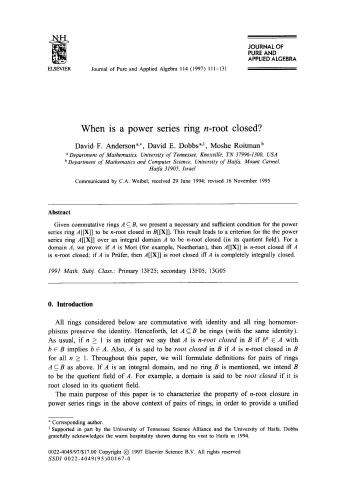 NH
ELSEVIER
Journal of Pure and Applied Algebra 114 (1997) 111–131
JOURNAL OF
PURE AND
APPLIED ALGEBRA
When is a power series ring n-root closed?
David F. Anderson a,*, David E. Dobbs a,1, Moshe Roitman b
a Department of Mathematics, University of Tennessee, Knoxville, TN 37996-1300, USA
b Department of Mathematics and Computer Science, University of Haifa, Mount Carmel,
Haifa 31905, Israel
Communicated by C.A. Weibel; received 29 June 1994; revised 16 November 1995
Abstract
Given commutative rings A ⊆ B, we present a necessary and sufficient condition for the power
series ring A[[X]] to be n-root closed in B[[X]]. This result leads to a criterion for the the power
series ring A[[X]] over an integral domain A to be n-root closed (in its quotient field). For a
domain A, we prove: if A is Mori (for example, Noetherian), then A[[X]] is n-root closed iff A
is n-root closed; if A is Prüfer, then A[[X]] is root closed iff A is completely integrally closed.
1991 Math. Subj. Class.: Primary 13F25; secondary 13F05, 13G05
0. Introduction
All rings considered below are commutative with identity and all ring homomor-
phisms preserve the identity. Henceforth, let A ⊆ B be rings (with the same identity).
As usual, if n ≥ 1 is an integer we say that A is n-root closed in B if bⁿ ∈ A with
b ∈ B implies b ∈ A. Also, A is said to be root closed in B if A is n-root closed in B
for all n ≥ 1. Throughout this paper, we will formulate definitions for pairs of rings
A ⊆ B as above. If A is an integral domain, and no ring B is mentioned, we intend B
to be the quotient field of A. For example, a domain is said to be root closed if it is
root closed in its quotient field.
The main purpose of this paper is to characterize the property of n-root closure in
power series rings in the above context of pairs of rings, in order to provide a unified
* Corresponding author.
1 Supported in part by the University of Tennessee Science Alliance and the University of Haifa. Dobbs
gratefully acknowledges the warm hospitality shown during his visit to Haifa in 1994.
0022-4049/97/$17.00 Copyright © 1997 Elsevier Science B.V. All rights reserved
SSDI 0022-4049(95)00167-0